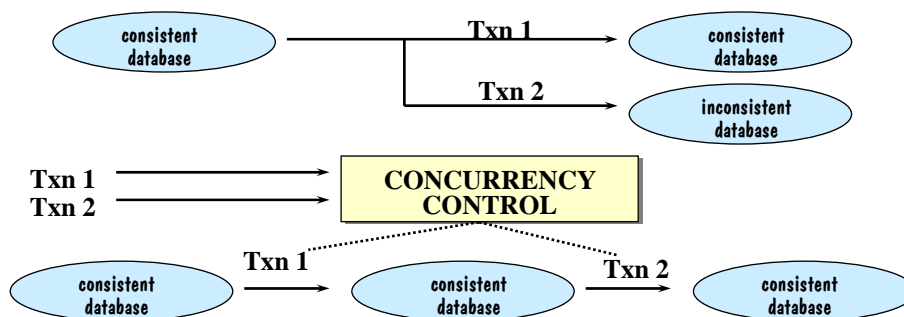 consistent
database
Txn 1
consistent
database
Txn 2
inconsistent
database
Txn 1
Txn 2
CONCURRENCY
CONTROL
Txn 1
Txn 2
consistent
database
consistent
database
consistent
database